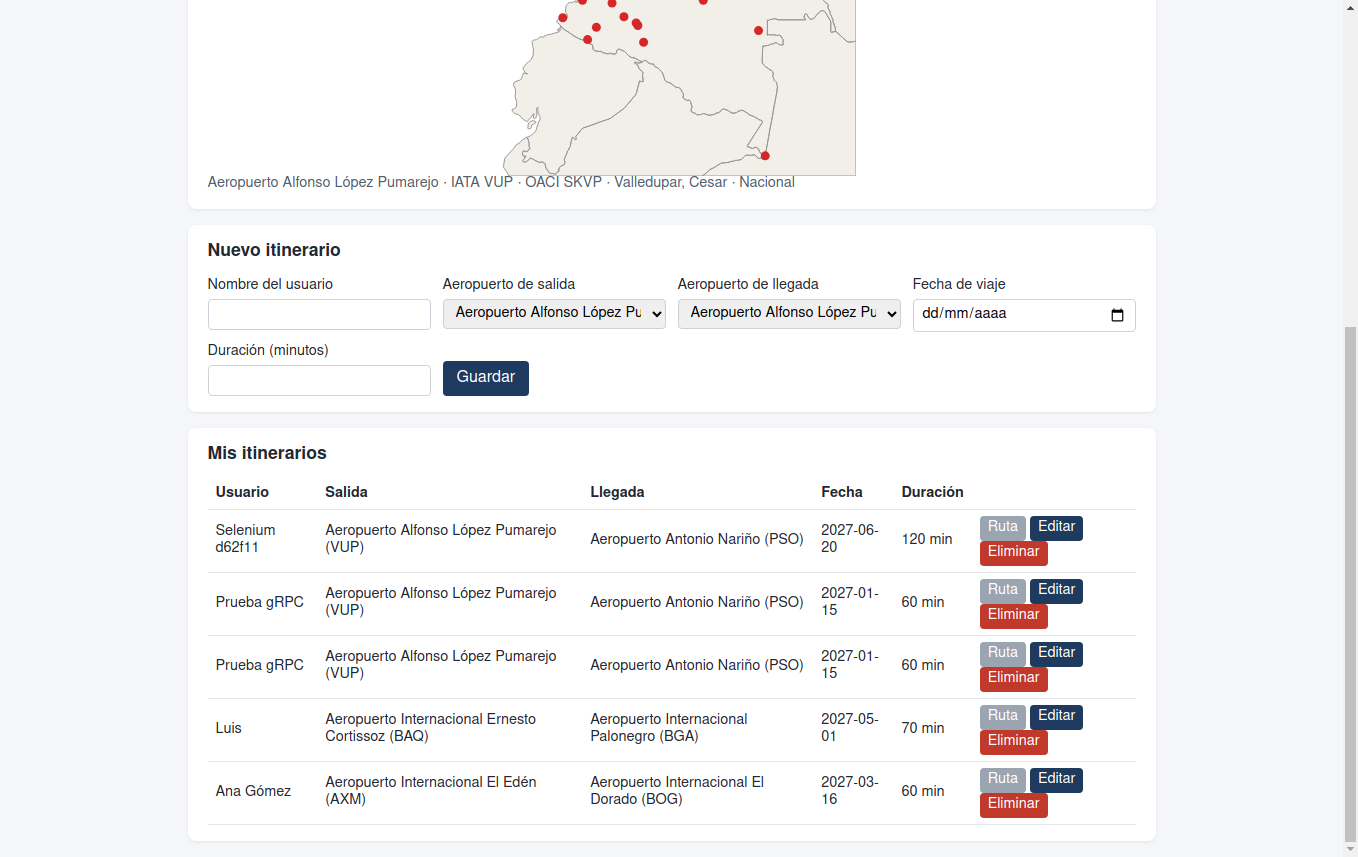 Aeropuerto Alfonso López Pumarejo · IATA VUP · OACI SKVP · Valledupar, Cesar · Nacional
Nuevo itinerario
Nombre del usuario Aeropuerto de salida Aeropuerto de llegada Fecha de viaje
Aeropuerto Alfonso López Pu Aeropuerto Alfonso López Pu dd/mm/aaaa
Duración (minutos)
Guardar
Mis itinerarios
Usuario Salida Llegada Fecha Duración
Selenium d62f11 Aeropuerto Alfonso López Pumarejo (VUP) Aeropuerto Antonio Nariño (PSO) 2027-06-20 120 min Ruta Editar Eliminar
Prueba gRPC Aeropuerto Alfonso López Pumarejo (VUP) Aeropuerto Antonio Nariño (PSO) 2027-01-15 60 min Ruta Editar Eliminar
Prueba gRPC Aeropuerto Alfonso López Pumarejo (VUP) Aeropuerto Antonio Nariño (PSO) 2027-01-15 60 min Ruta Editar Eliminar
Luis Aeropuerto Internacional Ernesto Cortissoz (BAQ) Aeropuerto Internacional Palonegro (BGA) 2027-05-01 70 min Ruta Editar Eliminar
Ana Gómez Aeropuerto Internacional El Edén (AXM) Aeropuerto Internacional El Dorado (BOG) 2027-03-16 60 min Ruta Editar Eliminar